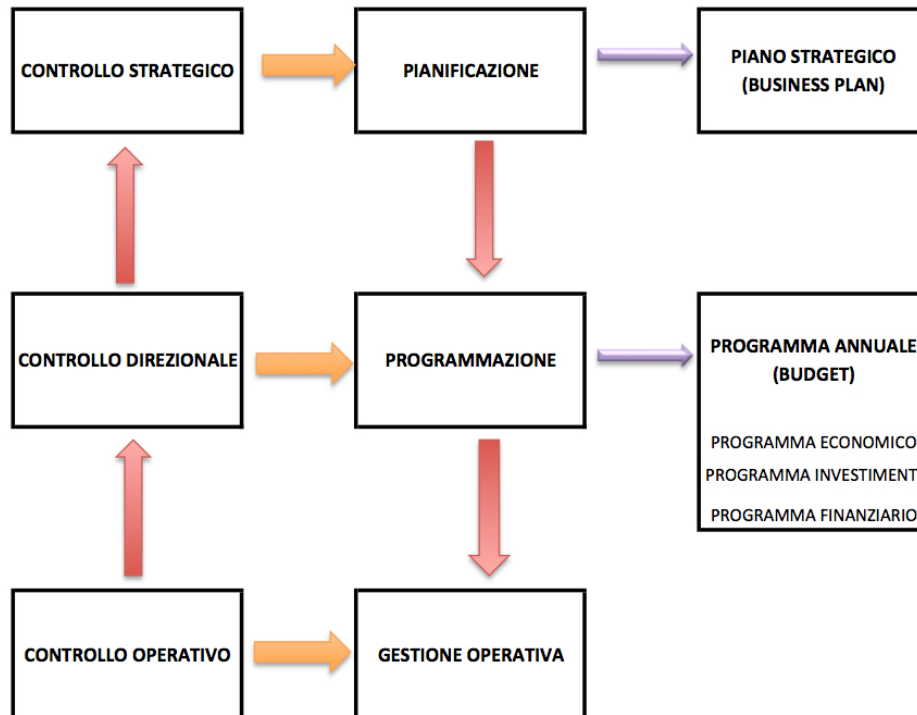 CONTROLLO STRATEGICO
PIANIFICAZIONE
PIANO STRATEGICO
(BUSINESS PLAN)
CONTROLLO DIREZIONALE
PROGRAMMAZIONE
PROGRAMMA ANNUALE
(BUDGET)
PROGRAMMA ECONOMICO
PROGRAMMA INVESTIMENT
PROGRAMMA FINANZIARIO
CONTROLLO OPERATIVO
GESTIONE OPERATIVA